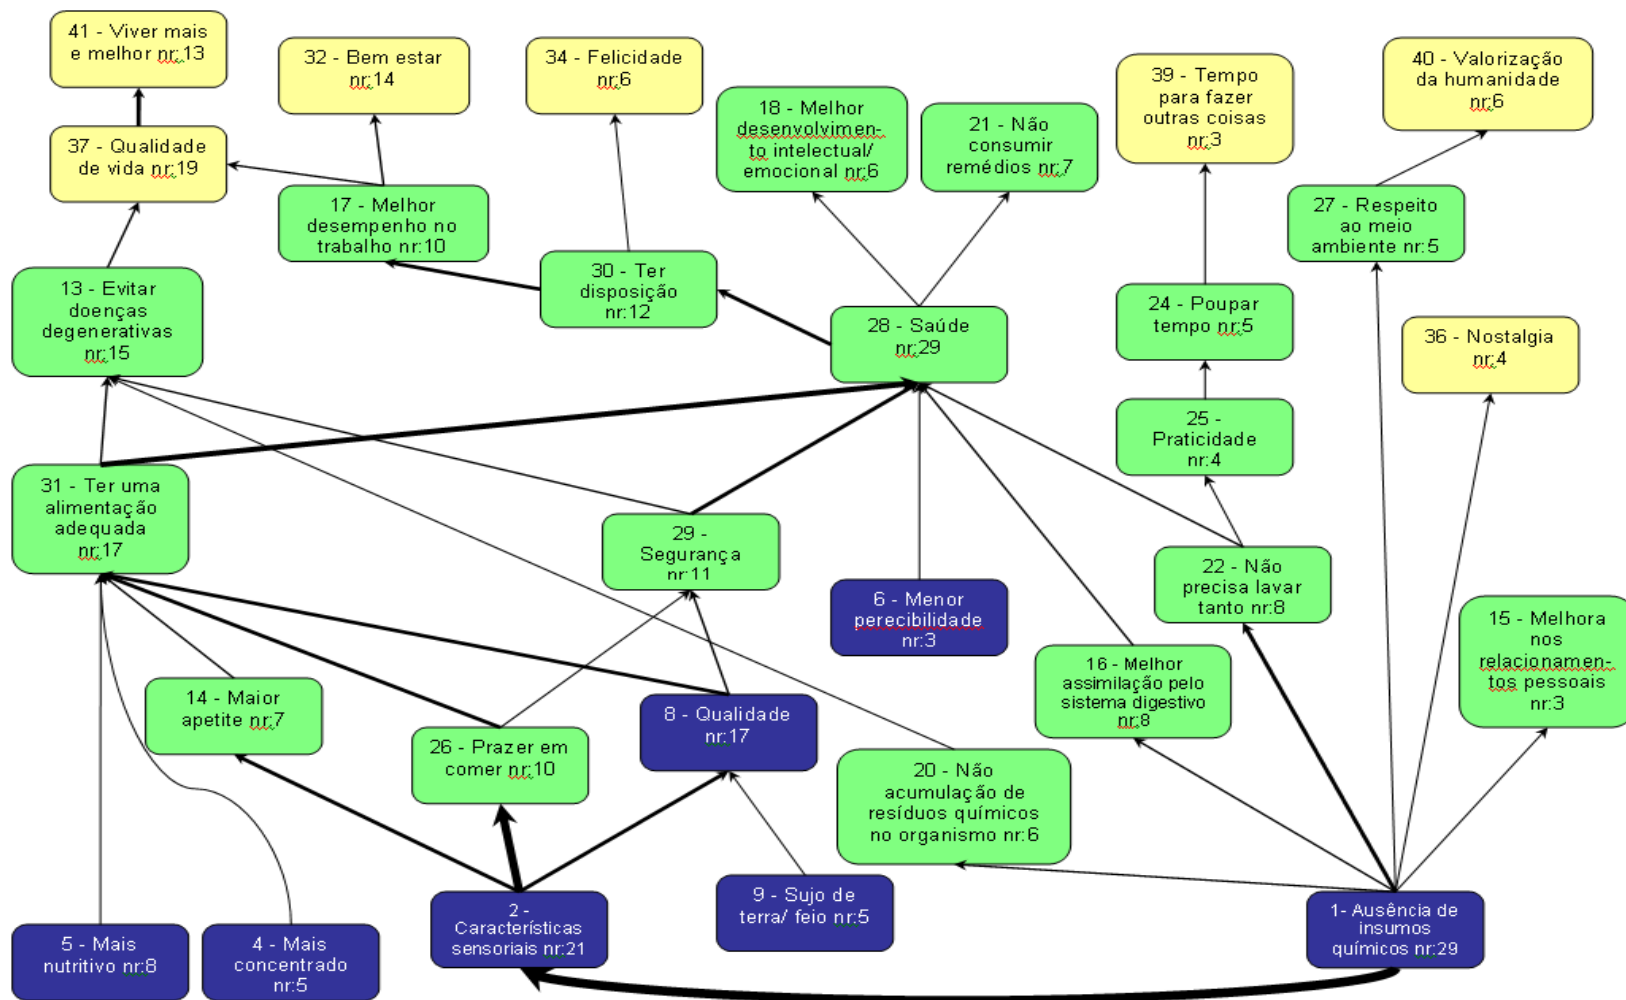 41 - Viver mais
e melhor nr:13
32 - Bem estar
nr:14
34 - Felicidade
nr:6
18 - Melhor
desenvolvimen-
to intelectual/
emocional nr:6
21 - Não
consumir
remédios nr:7
39 - Tempo
para fazer
outras coisas
nr:3
40 - Valorização
da humanidade
nr:6
37 - Qualidade
de vida nr:19
17 - Melhor
desempenho no
trabalho nr:10
27 - Respeito
ao meio
ambiente nr:5
30 - Ter
disposição
nr:12
13 - Evitar
doenças
degenerativas
nr:15
28 - Saúde
nr:29
24 - Poupar
tempo nr:5
36 - Nostalgia
nr:4
25 -
Praticidade
nr:4
31 - Ter uma
alimentação
adequada
nr:17
29 -
Segurança
nr:11
6 - Menor
perecibilidade
nr:3
22 - Não
precisa lavar
tanto nr:8
15 - Melhora
nos
relacionamen-
tos pessoais
nr:3
16 - Melhor
assimilação pelo
sistema digestivo
nr:8
14 - Maior
apetite nr:7
8 - Qualidade
nr:17
26 - Prazer em
comer nr:10
20 - Não
acumulação de
resíduos químicos
no organismo nr:6
5 - Mais
nutritivo nr:8
4 - Mais
concentrado
nr:5
2 -
Características
sensoriais nr:21
9 - Sujo de
terra/ feio nr:5
1- Ausência de
insumos
químicos nr:29